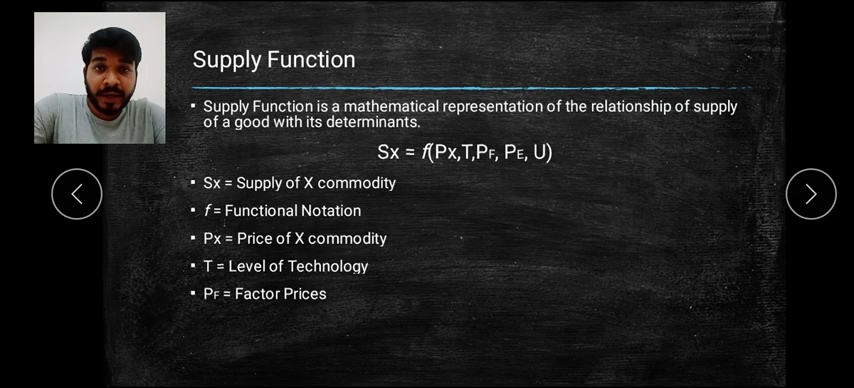 Supply Function
▪ Supply Function is a mathematical representation of the relationship of supply
of a good with its determinants.
Sx = f(Px,T,PF, PE, U)
▪ Sx = Supply of X commodity
▪ f = Functional Notation
▪ Px = Price of X commodity
▪ T = Level of Technology
▪ PF = Factor Prices